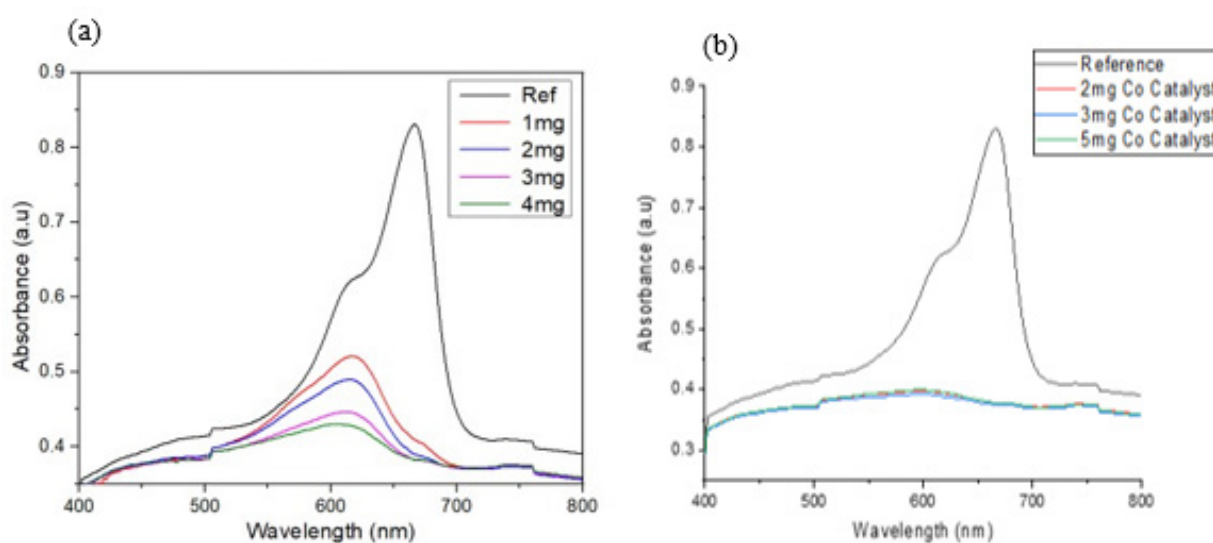 (a)
0.9
0.8
0.7
0.6
0.5
0.4
Absorbance (a.u)
Ref
1mg
2mg
3mg
4mg
400 500 600 700 800
Wavelength (nm)
(b)
0.9
0.8
0.7
0.6
0.5
0.4
0.3
Absorbance (a.u)
Reference
2mg Co Catalyst
3mg Co Catalyst
5mg Co Catalyst
400 500 600 700 800
Wavelength (nm)